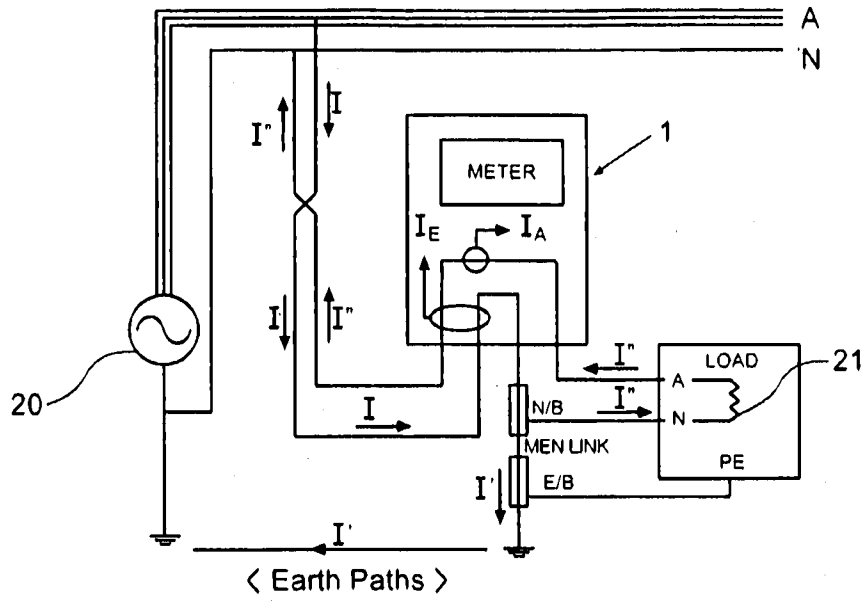 A
N
I" I
1
METER
I_E I_A
I I"
20
I" LOAD 21
A
I N/B I" N
MEN LINK
PE
I' E/B
I'
< Earth Paths >